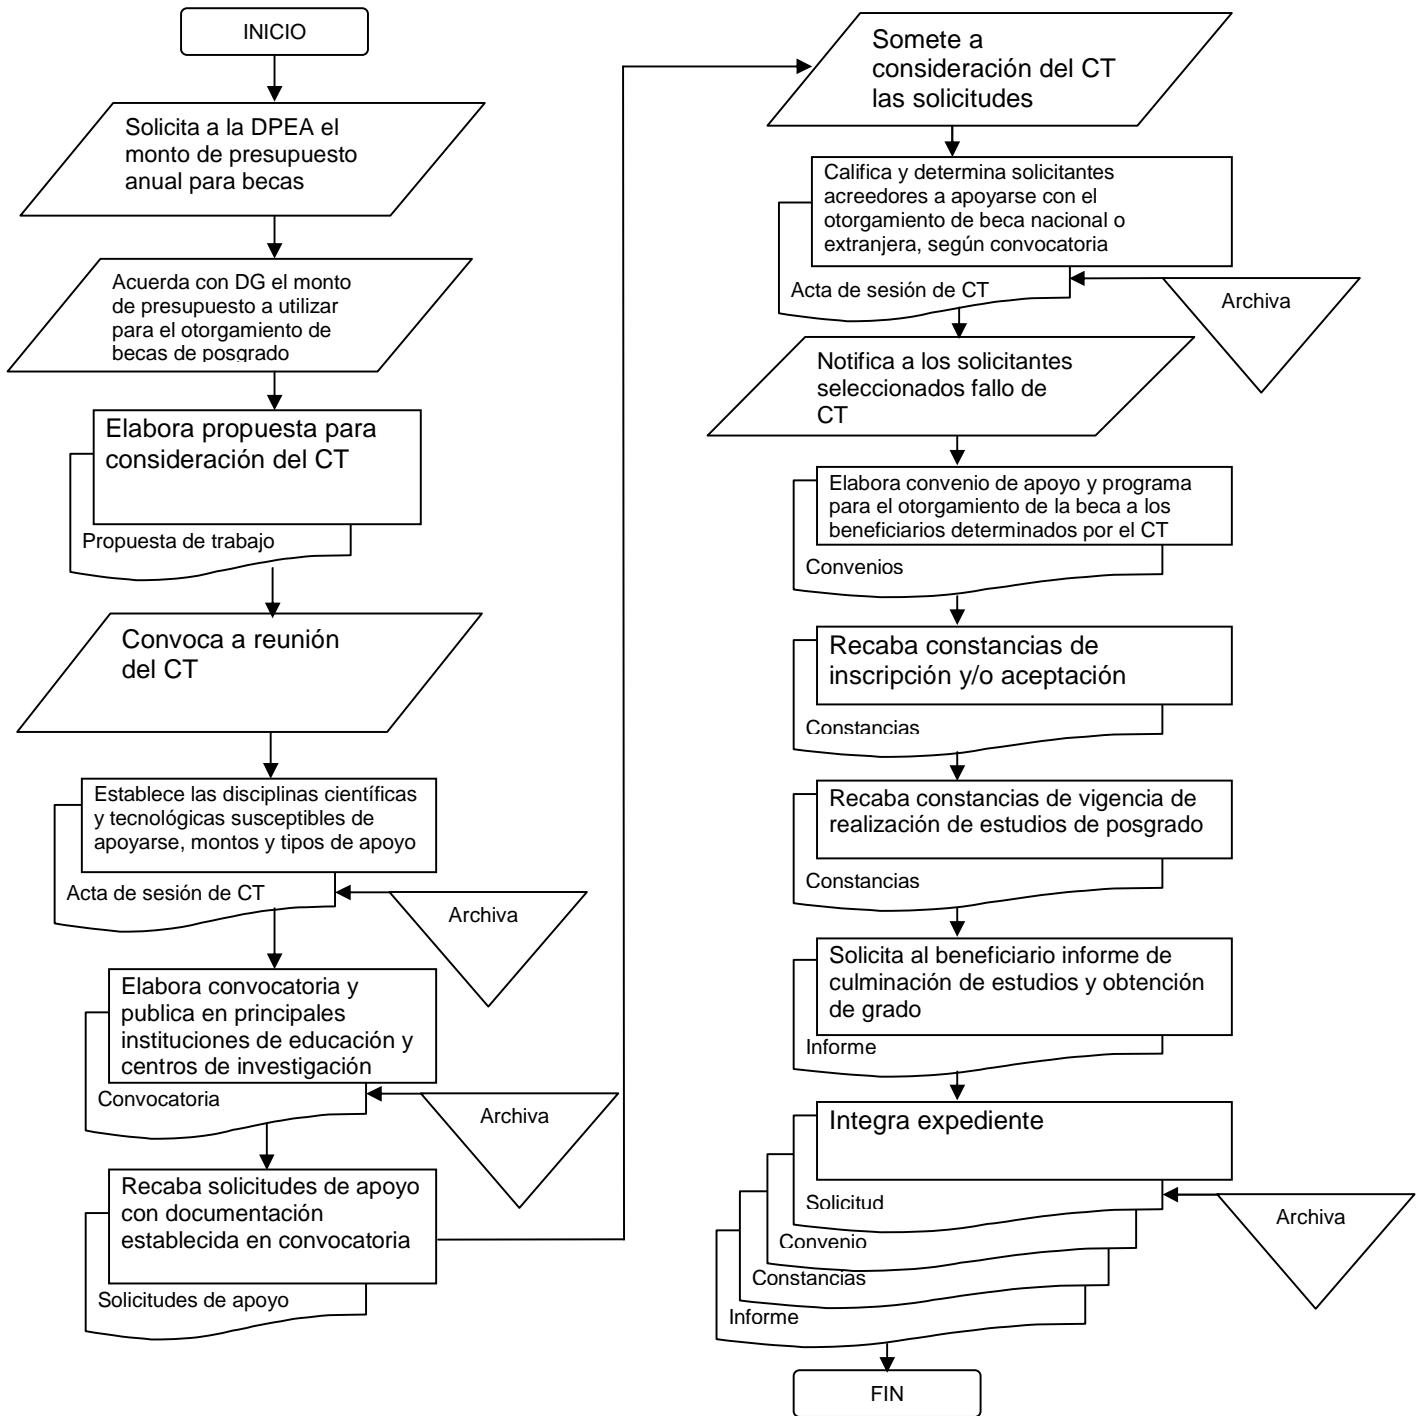 INICIO
Solicita a la DPEA el
monto de presupuesto
anual para becas
Acuerda con DG el monto
de presupuesto a utilizar
para el otorgamiento de
becas de posgrado
Elabora propuesta para
consideración del CT
Propuesta de trabajo
Convoca a reunión
del CT
Establece las disciplinas científicas
y tecnológicas susceptibles de
apoyarse, montos y tipos de apoyo
Acta de sesión de CT
Archiva
Elabora convocatoria y
publica en principales
instituciones de educación y
centros de investigación
Convocatoria
Archiva
Recaba solicitudes de apoyo
con documentación
establecida en convocatoria
Solicitudes de apoyo
Somete a
consideración del CT
las solicitudes
Califica y determina solicitantes
acreedores a apoyarse con el
otorgamiento de beca nacional o
extranjera, según convocatoria
Acta de sesión de CT
Archiva
Notifica a los solicitantes
seleccionados fallo de
CT
Elabora convenio de apoyo y programa
para el otorgamiento de la beca a los
beneficiarios determinados por el CT
Convenios
Recaba constancias de
inscripción y/o aceptación
Constancias
Recaba constancias de vigencia de
realización de estudios de posgrado
Constancias
Solicita al beneficiario informe de
culminación de estudios y obtención
de grado
Informe
Integra expediente
Solicitud
Archiva
Convenio
Constancias
Informe
FIN